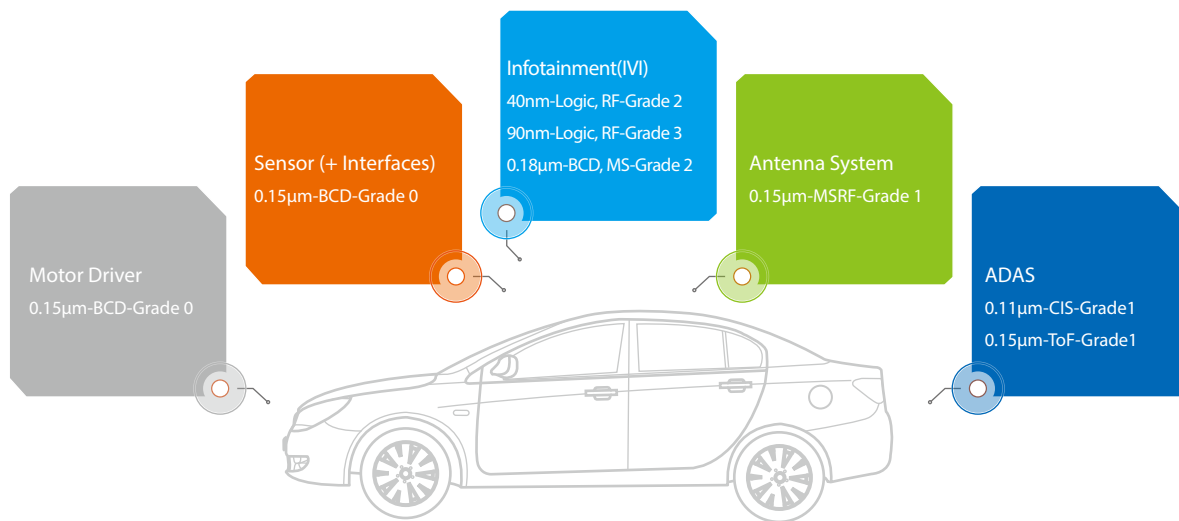 Motor Driver
0.15µm-BCD-Grade 0
Sensor (+ Interfaces)
0.15µm-BCD-Grade 0
Infotainment(IVI)
40nm-Logic, RF-Grade 2
90nm-Logic, RF-Grade 3
0.18µm-BCD, MS-Grade 2
Antenna System
0.15µm-MSRF-Grade 1
ADAS
0.11µm-CIS-Grade1
0.15µm-ToF-Grade1